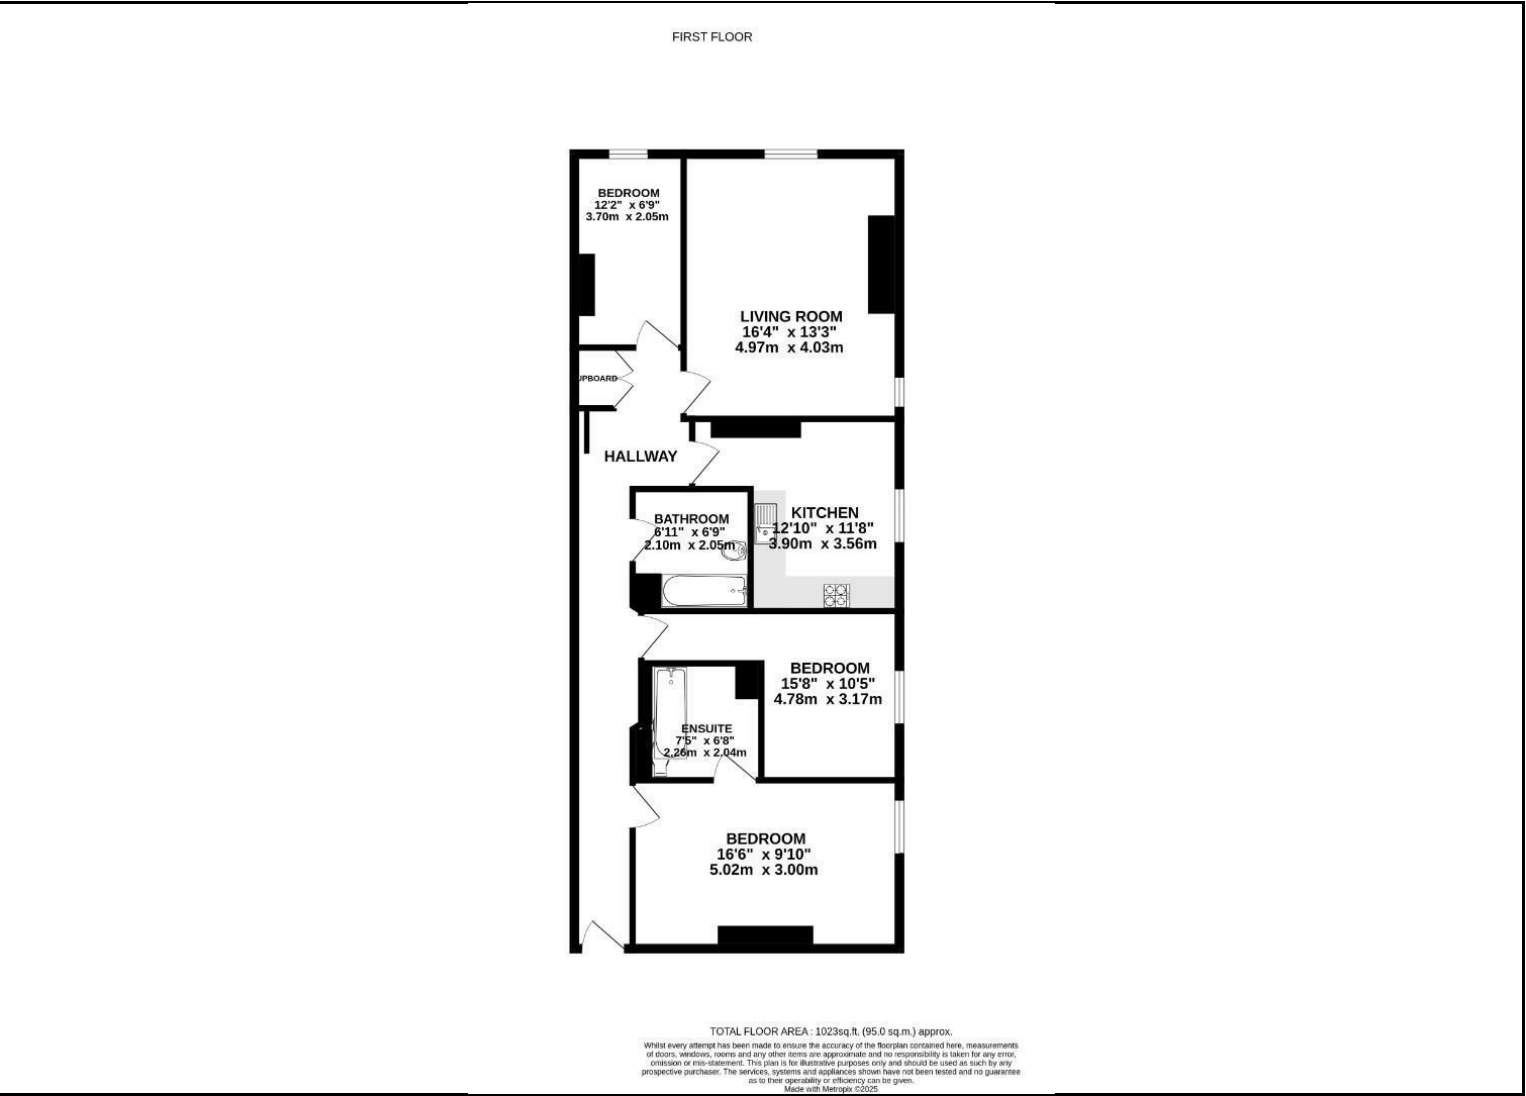 FIRST FLOOR
BEDROOM
12'2" x 6'9"
3.70m x 2.05m
LIVING ROOM
16'4" x 13'3"
4.97m x 4.03m
UPBOARD
HALLWAY
KITCHEN
12'10" x 11'8"
3.90m x 3.56m
BATHROOM
6'11" x 6'9"
2.10m x 2.05m
BEDROOM
15'8" x 10'5"
4.78m x 3.17m
ENSUITE
7'5" x 6'8"
2.26m x 2.04m
BEDROOM
16'6" x 9'10"
5.02m x 3.00m
TOTAL FLOOR AREA : 1023sq.ft. (95.0 sq.m.) approx.
Whilst every attempt has been made to ensure the accuracy of the floorplan contained here, measurements
of doors, windows, rooms and any other items are approximate and no responsibility is taken for any error,
omission or mis-statement. This plan is for illustrative purposes only and should be used as such by any
prospective purchaser. The services, systems and appliances shown have not been tested and no guarantee
as to their operability or efficiency can be given.
Made with Metropix ©2025